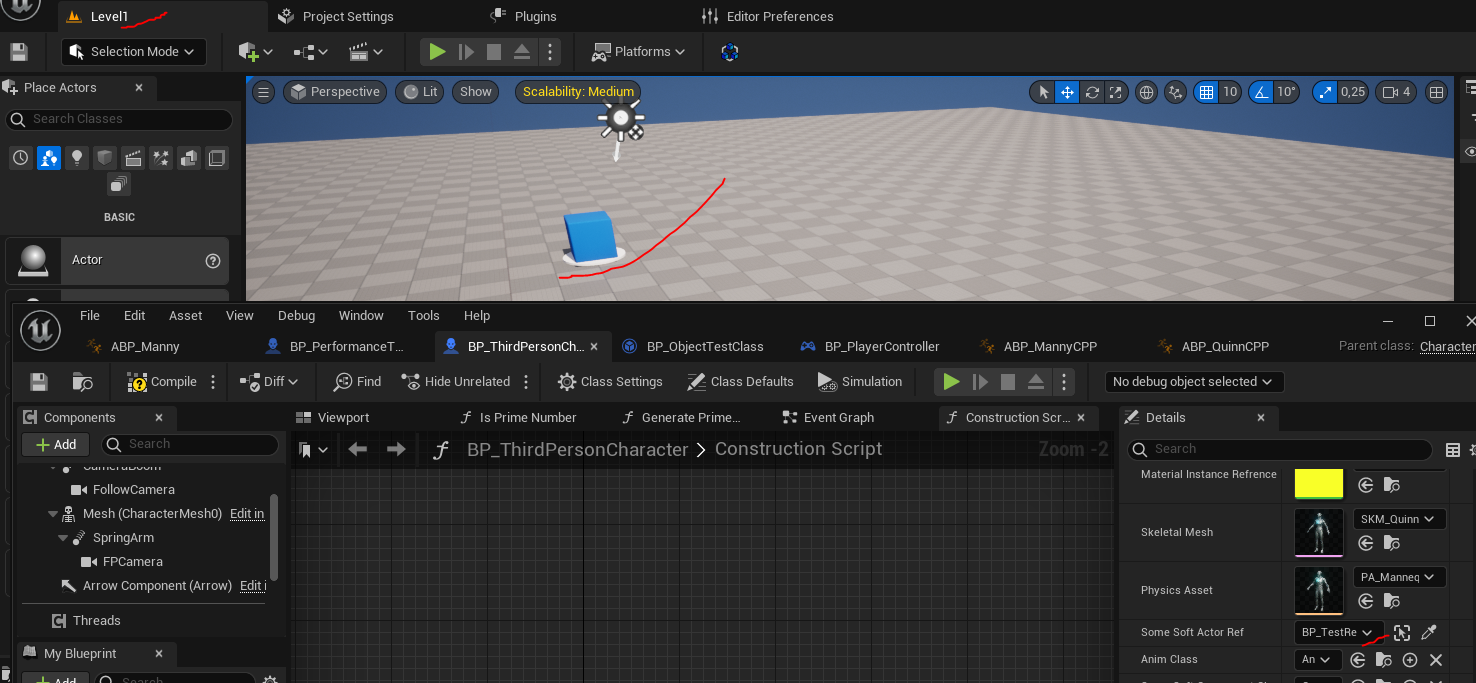 Level1 Project Settings Plugins Editor Preferences
Selection Mode Platforms
Place Actors Perspective Lit Show Scalability: Medium 10 10° 0,25 4
Search Classes
BASIC
Actor
File Edit Asset View Debug Window Tools Help
ABP_Manny BP_PerformanceT... BP_ThirdPersonCh... BP_ObjectTestClass BP_PlayerController ABP_MannyCPP ABP_QuinnCPP Parent class: Character
Compile Diff Find Hide Unrelated Class Settings Class Defaults Simulation No debug object selected
Components Viewport Is Prime Number Generate Prime... Event Graph Construction Scr... Details
Add Search BP_ThirdPersonCharacter > Construction Script Zoom -2 Search
CameraBoom
FollowCamera
Mesh (CharacterMesh0) Edit in
SpringArm
FPCamera
Arrow Component (Arrow) Edit i
Threads
My Blueprint
Add Search
Material Instance Refrence
Skeletal Mesh SKM_Quinn
Physics Asset PA_Manneq
Some Soft Actor Ref BP_TestRe
Anim Class An